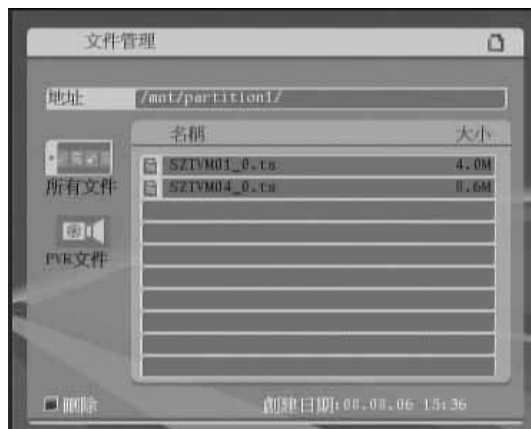 文件管理
地址 /mnt/partition1/
名稱 大小
SZTVM01_0.ts 4.0M
SZTVM04_0.ts 8.6M
所有文件
PVR文件
刪除 創建日期:08.08.06 15:36